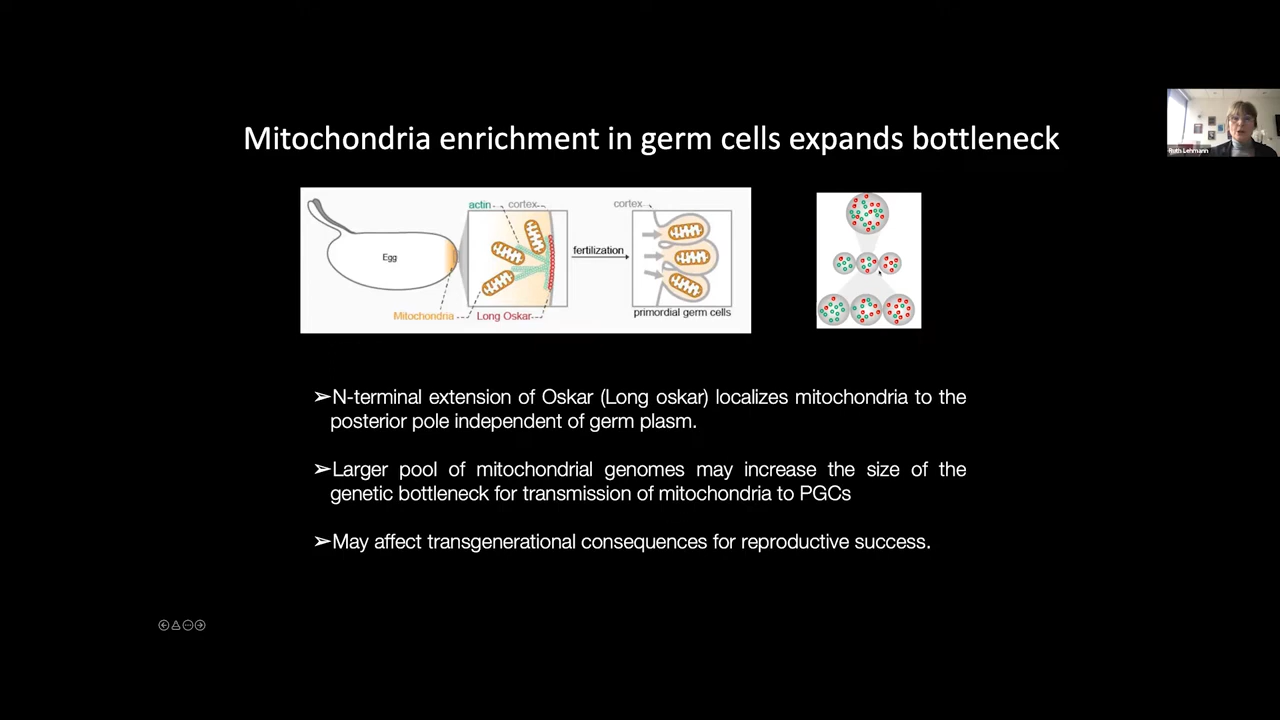 Mitochondria enrichment in germ cells expands bottleneck
Ruth Lehmann
actin
cortex
cortex
Egg
fertilization
Mitochondria
Long Oskar
primordial germ cells
➢N-terminal extension of Oskar (Long oskar) localizes mitochondria to the
posterior pole independent of germ plasm.
➢Larger pool of mitochondrial genomes may increase the size of the
genetic bottleneck for transmission of mitochondria to PGCs
➢May affect transgenerational consequences for reproductive success.